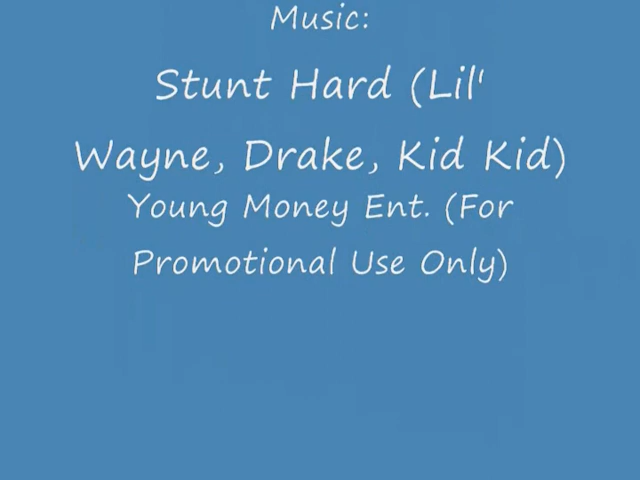 Music:
Stunt Hard (Lil'
Wayne, Drake, Kid Kid)
Young Money Ent. (For
Promotional Use Only)